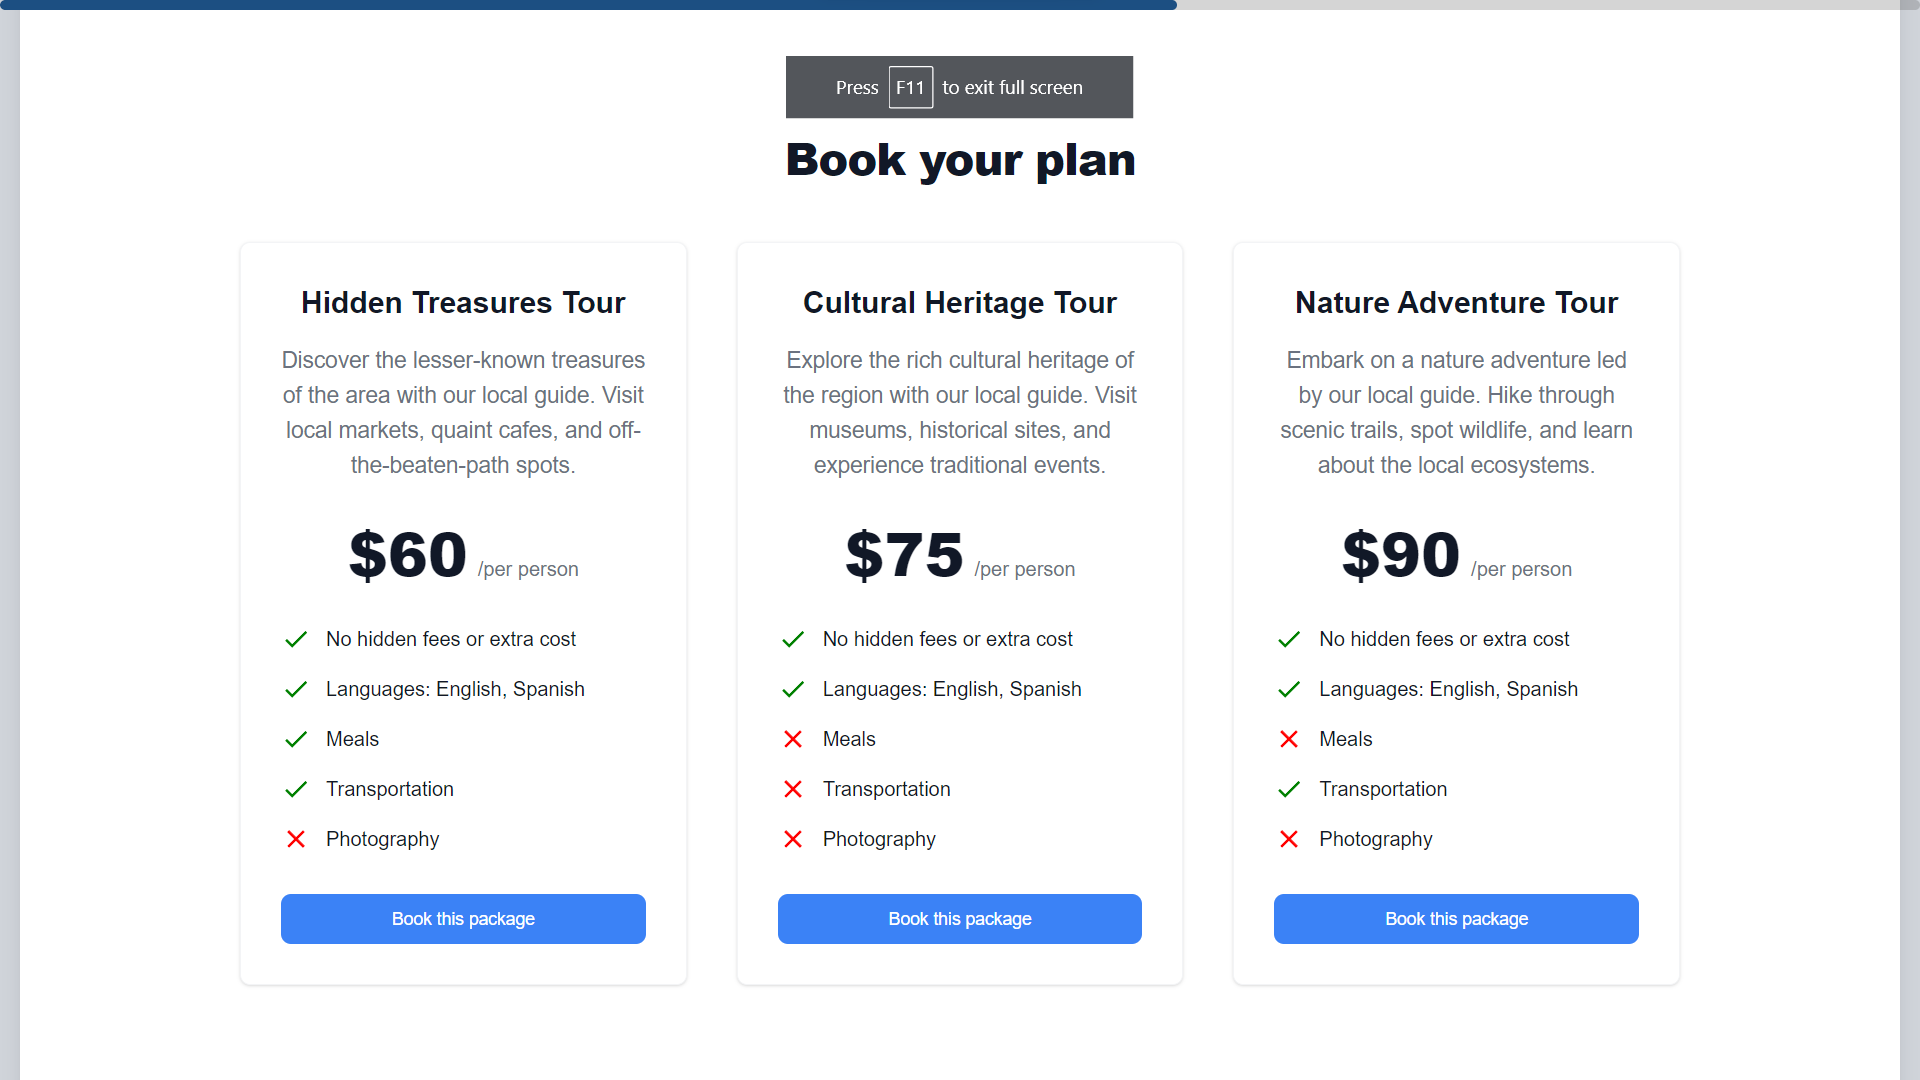 Press F11 to exit full screen
Book your plan
Hidden Treasures Tour
Discover the lesser-known treasures
of the area with our local guide. Visit
local markets, quaint cafes, and off-
the-beaten-path spots.
$60 /per person
No hidden fees or extra cost
Languages: English, Spanish
Meals
Transportation
Photography
Book this package
Cultural Heritage Tour
Explore the rich cultural heritage of
the region with our local guide. Visit
museums, historical sites, and
experience traditional events.
$75 /per person
No hidden fees or extra cost
Languages: English, Spanish
Meals
Transportation
Photography
Book this package
Nature Adventure Tour
Embark on a nature adventure led
by our local guide. Hike through
scenic trails, spot wildlife, and learn
about the local ecosystems.
$90 /per person
No hidden fees or extra cost
Languages: English, Spanish
Meals
Transportation
Photography
Book this package